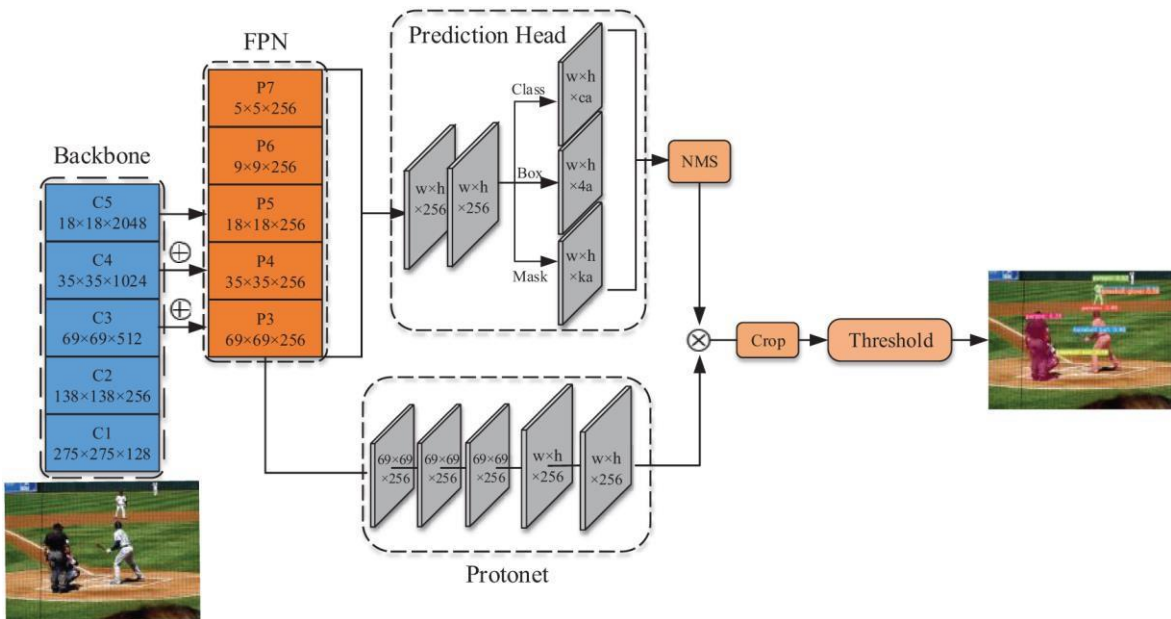 Backbone
C5
18×18×2048
C4
35×35×1024
C3
69×69×512
C2
138×138×256
C1
275×275×128
FPN
P7
5×5×256
P6
9×9×256
P5
18×18×256
P4
35×35×256
P3
69×69×256
Prediction Head
w×h
×256
w×h
×256
Class
w×h
×ca
Box
w×h
×4a
Mask
w×h
×ka
NMS
Crop
Threshold
69×69
×256
69×69
×256
69×69
×256
w×h
×256
w×h
×256
Protonet